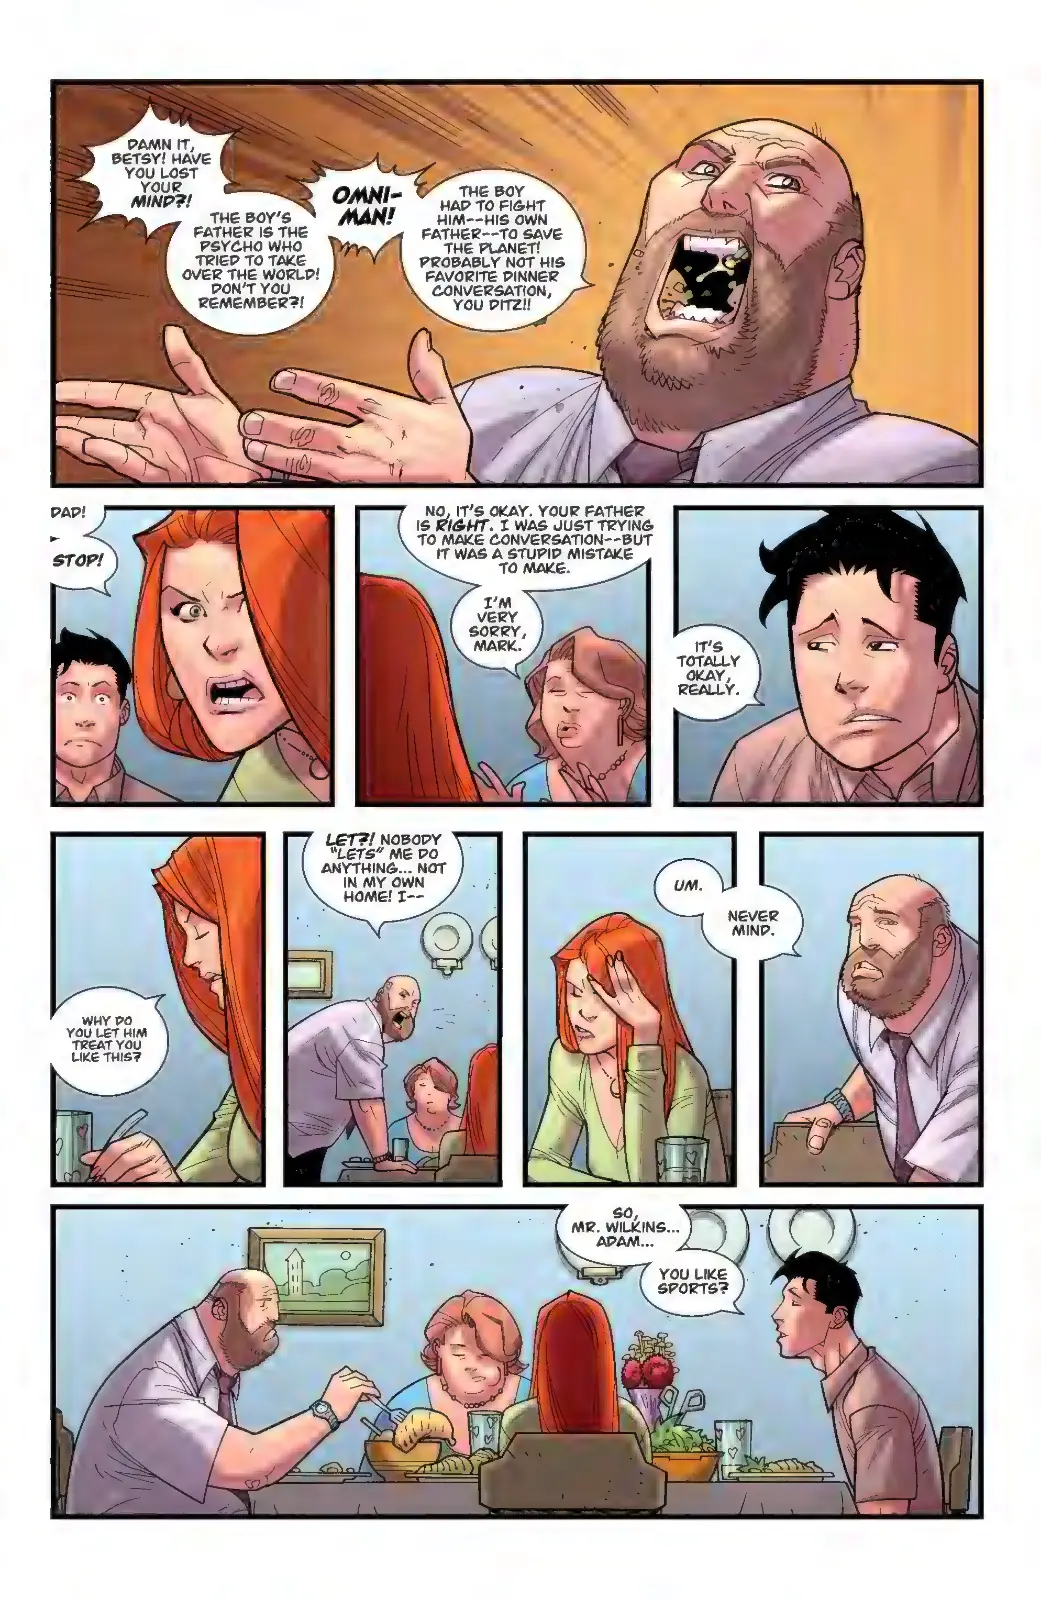 DAMN IT,
BETSY! HAVE
YOU LOST
YOUR
MIND?!
THE BOY'S
FATHER IS THE
PSYCHO WHO
TRIED TO TAKE
OVER THE WORLD!
DON'T YOU
REMEMBER?!
OMNI-
MAN!
THE BOY
HAD TO FIGHT
HIM--HIS OWN
FATHER--TO SAVE
THE PLANET!
PROBABLY NOT HIS
FAVORITE DINNER
CONVERSATION,
YOU DITZ!!
DAD!
STOP!
NO, IT'S OKAY. YOUR FATHER
IS RIGHT. I WAS JUST TRYING
TO MAKE CONVERSATION--BUT
IT WAS A STUPID MISTAKE
TO MAKE.
I'M
VERY
SORRY,
MARK.
IT'S
TOTALLY
OKAY,
REALLY.
WHY DO
YOU LET HIM
TREAT YOU
LIKE THIS?
LET?! NOBODY
"LETS" ME DO
ANYTHING... NOT
IN MY OWN
HOME! I--
UM.
NEVER
MIND.
SO,
MR. WILKINS...
ADAM...
YOU LIKE
SPORTS?